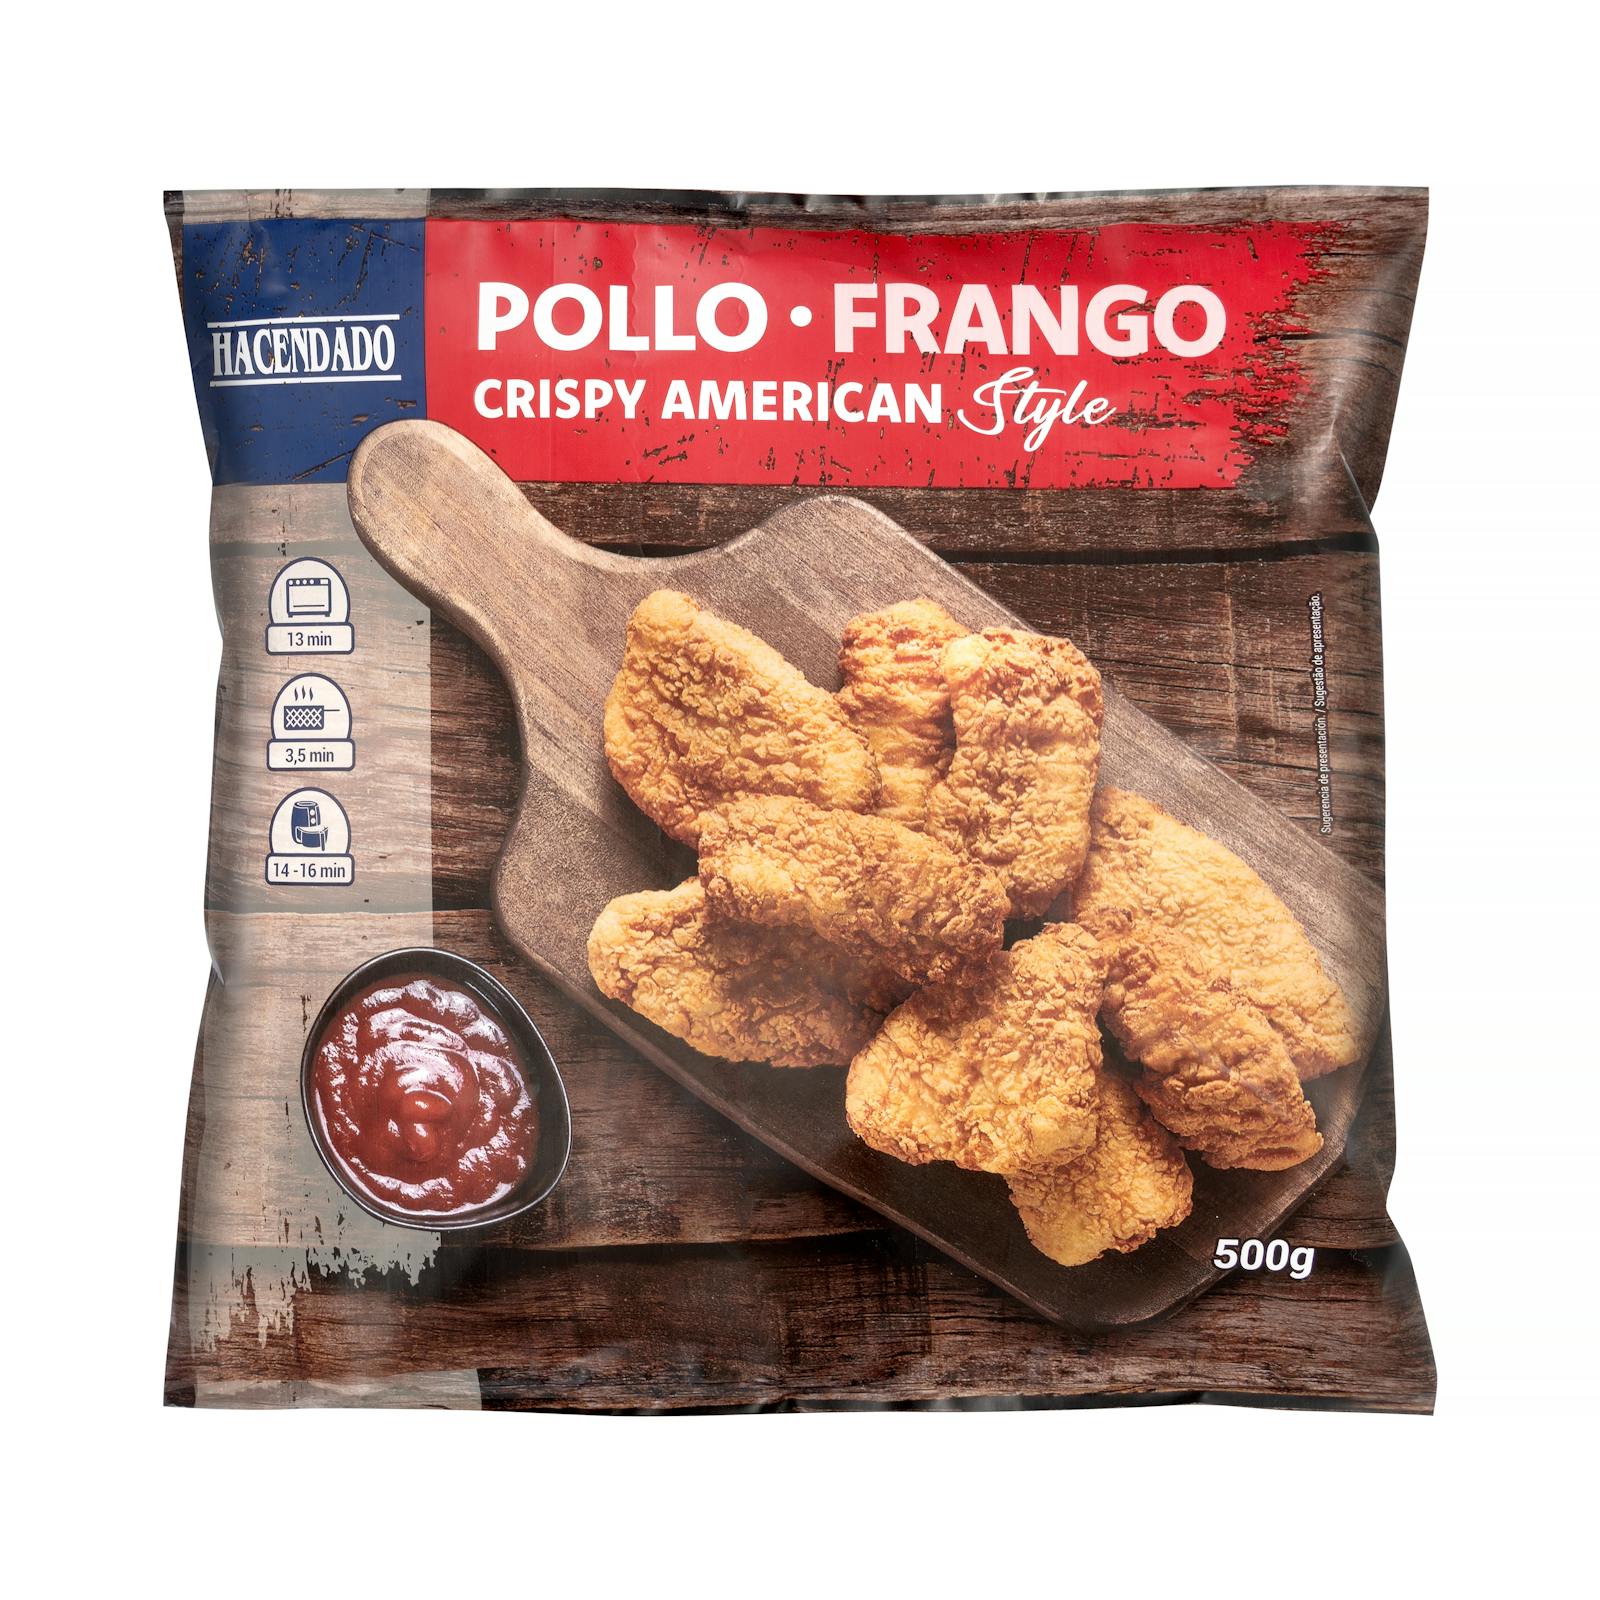 HACENDADO
POLLO • FRANGO
CRISPY AMERICAN Style
13 min
3,5 min
14 - 16 min
Sugerencia de presentación. / Sugestão de apresentação.
500g